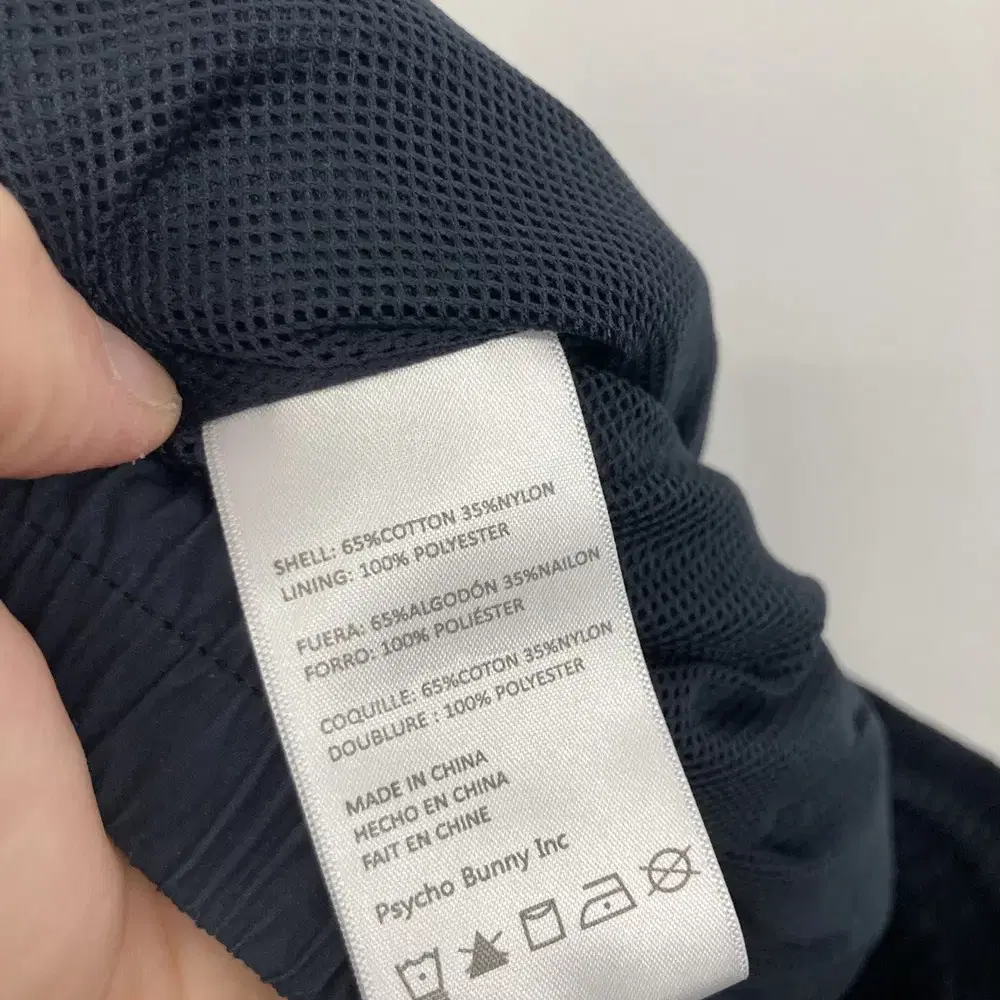 SHELL: 65%COTTON 35%NYLON
LINING: 100% POLYESTER
FUERA: 65%ALGODÓN 35%NAILON
FORRO: 100% POLIÉSTER
COQUILLE: 65%COTON 35%NYLON
DOUBLURE : 100% POLYESTER
MADE IN CHINA
HECHO EN CHINA
FAIT EN CHINE
Psycho Bunny Inc